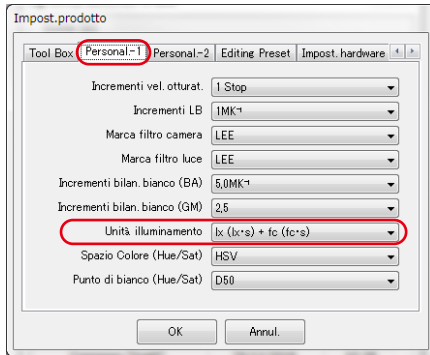 Impost.prodotto
Tool Box Personal.-1 Personal.-2 Editing Preset Impost. hardware
Incrementi vel. otturat. 1 Stop
Incrementi LB 1MK⁻¹
Marca filtro camera LEE
Marca filtro luce LEE
Incrementi bilan. bianco (BA) 5,0MK⁻¹
Incrementi bilan. bianco (GM) 2,5
Unità illuminamento lx (lx·s) + fc (fc·s)
Spazio Colore (Hue/Sat) HSV
Punto di bianco (Hue/Sat) D50
OK Annul.